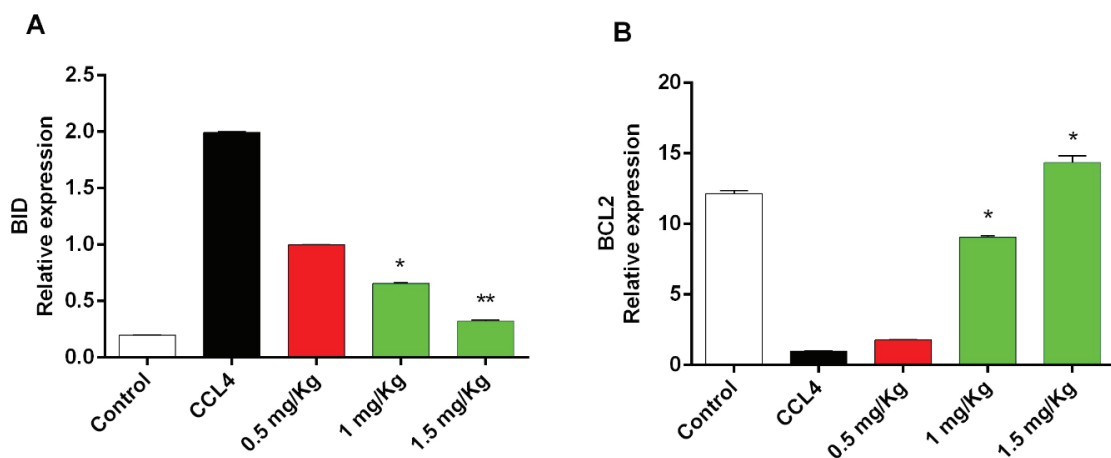 A
BID
Relative expression
2.5
2.0
1.5
1.0
0.5
0.0
*
**
Control
CCL4
0.5 mg/Kg
1 mg/Kg
1.5 mg/Kg
B
BCL2
Relative expression
20
15
10
5
0
*
*
Control
CCL4
0.5 mg/Kg
1 mg/Kg
1.5 mg/Kg